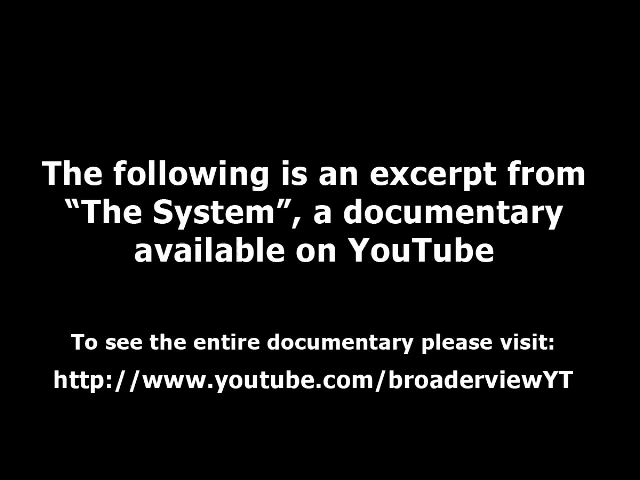 The following is an excerpt from
“The System”, a documentary
available on YouTube
To see the entire documentary please visit:
http://www.youtube.com/broaderviewYT